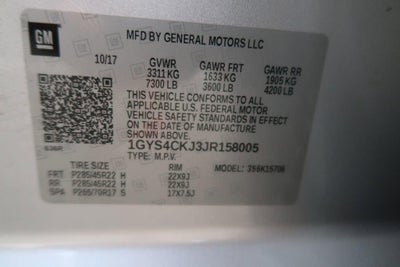 GM
MFD BY GENERAL MOTORS LLC
10/17 GVWR GAWR FRT GAWR RR
3311 KG 1633 KG 1905 KG
7300 LB 3600 LB 4200 LB
THIS VEHICLE CONFORMS TO ALL
APPLICABLE U.S. FEDERAL MOTOR
VEHICLE SAFETY STANDARDS IN
EFFECT ON THE DATE OF MANUFACTURE
SHOWN ABOVE.
1GYS4CKJ3JR158005
TYPE: M.P.V.
TIRE SIZE RIM MODEL:
FRT P285/45R22 H 22X9J
RR P285/45R22 H 22X9J
SPA P265/70R17 S 17X7.5J